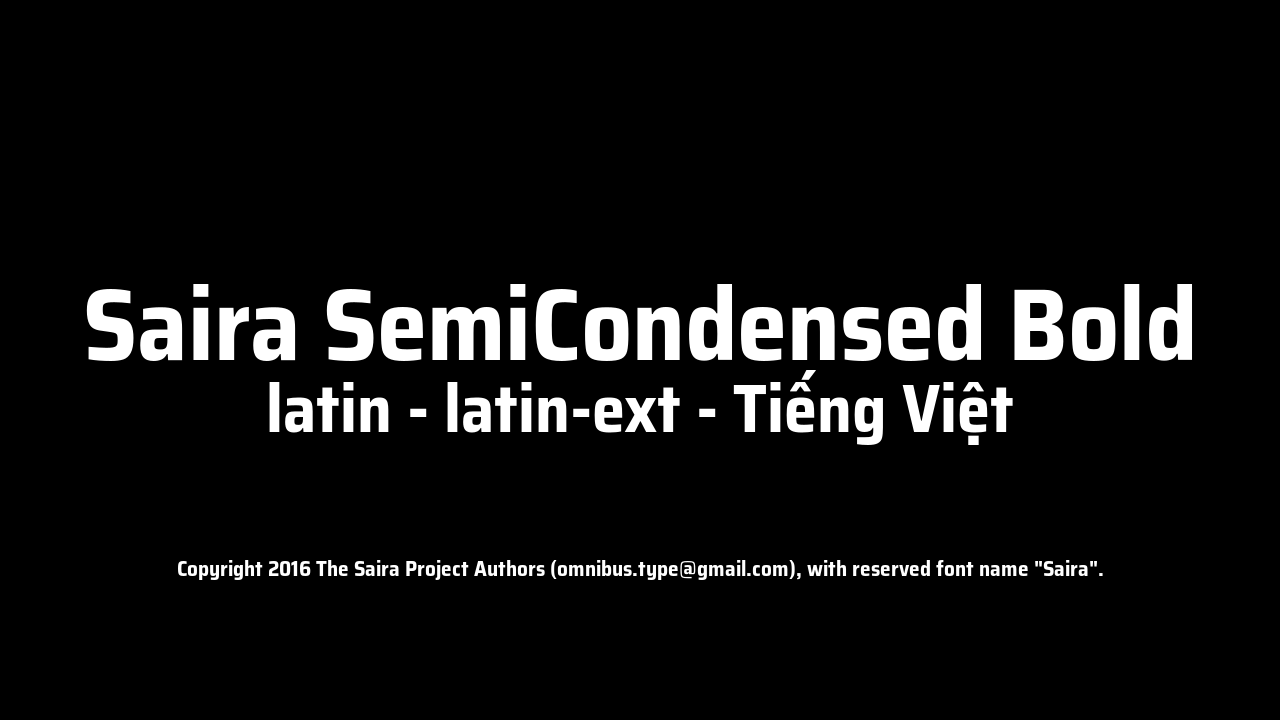 Saira SemiCondensed Bold
latin - latin-ext - Tiếng Việt
Copyright 2016 The Saira Project Authors (omnibus.type@gmail.com), with reserved font name "Saira".